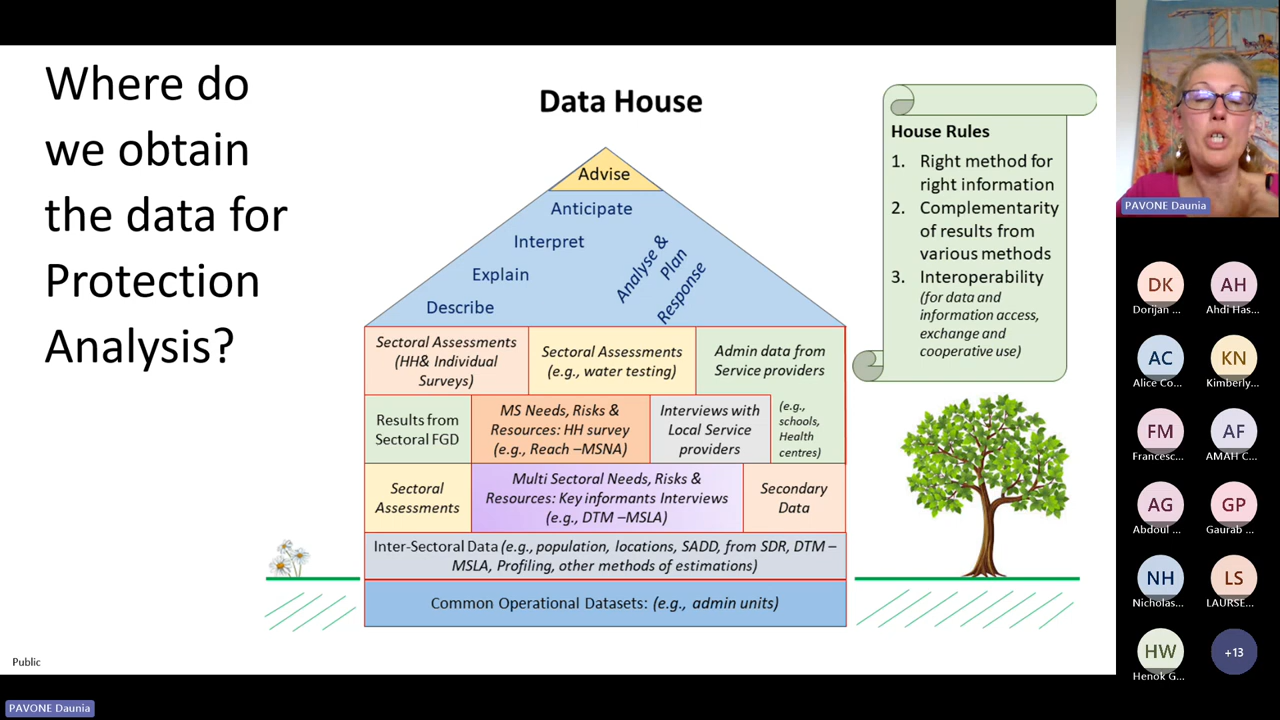 Where do
we obtain
the data for
Protection
Analysis?
Data House
Advise
Anticipate
Interpret
Explain
Describe
Analyse &
Plan
Response
Sectoral Assessments
(HH& Individual
Surveys)
Sectoral Assessments
(e.g., water testing)
Admin data from
Service providers
(e.g.,
schools,
Health
centres)
Results from
Sectoral FGD
MS Needs, Risks &
Resources: HH survey
(e.g., Reach –MSNA)
Interviews with
Local Service
providers
Sectoral
Assessments
Multi Sectoral Needs, Risks &
Resources: Key informants Interviews
(e.g., DTM –MSLA)
Secondary
Data
Inter-Sectoral Data (e.g., population, locations, SADD, from SDR, DTM –
MSLA, Profiling, other methods of estimations)
Common Operational Datasets: (e.g., admin units)
House Rules
1. Right method for
right information
2. Complementarity
of results from
various methods
3. Interoperability
(for data and
information access,
exchange and
cooperative use)
Public
PAVONE Daunia
PAVONE Daunia
DK
Dorijan ...
AH
Ahdi Has...
AC
Alice Co...
KN
Kimberly...
FM
Francesc...
AF
AMAH C...
AG
Abdoul ...
GP
Gaurab ...
NH
Nicholas...
LS
LAURSE...
HW
Henok G...
+13